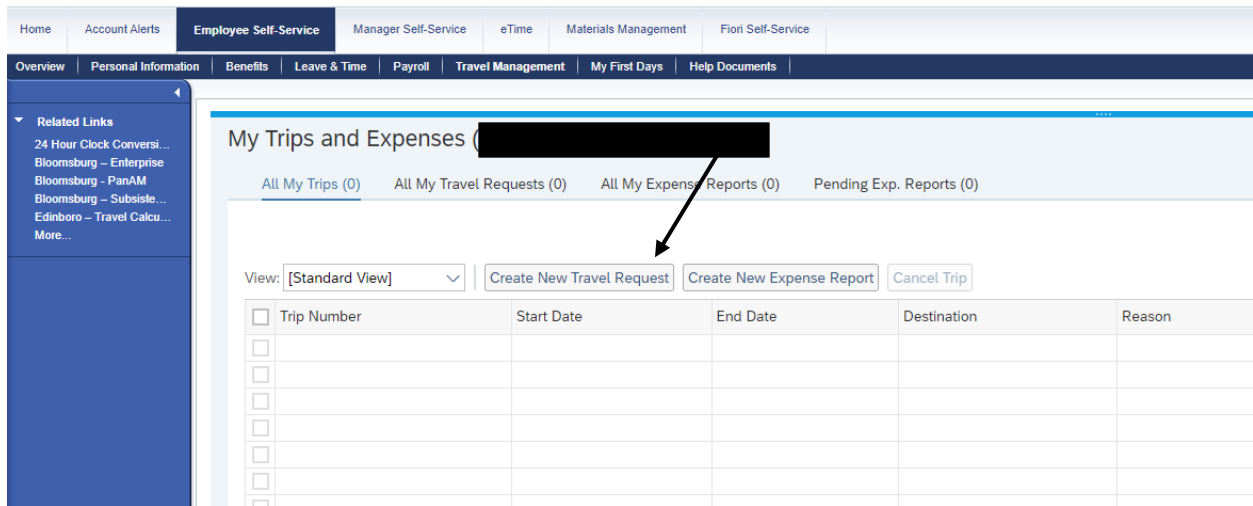 Home Account Alerts Employee Self-Service Manager Self-Service eTime Materials Management Fiori Self-Service
Overview Personal Information Benefits Leave & Time Payroll Travel Management My First Days Help Documents
Related Links
24 Hour Clock Conversi...
Bloomsburg – Enterprise
Bloomsburg - PanAM
Bloomsburg – Subsiste...
Edinboro – Travel Calcu...
More...
My Trips and Expenses (
All My Trips (0) All My Travel Requests (0) All My Expense Reports (0) Pending Exp. Reports (0)
View: [Standard View] Create New Travel Request Create New Expense Report Cancel Trip
Trip Number Start Date End Date Destination Reason